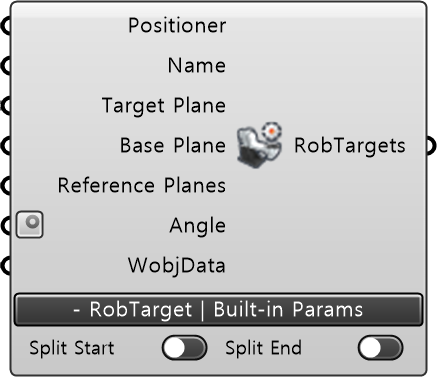 Positioner
Name
Target Plane
Base Plane
RobTargets
Reference Planes
Angle
WobjData
- RobTarget | Built-in Params
Split Start
Split End